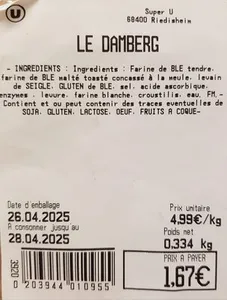 U
Super U
68400 Riedisheim
LE DAMBERG
- INGREDIENTS : Ingredients : Farine de BLE tendre,
farine de BLE malté toasté concassé à la meule, levain
de SEIGLE, GLUTEN de BLE, sel, acide ascorbique,
enzymes , levure, farine blanche, croustilis, eau, FM,-
- Contient et ou peut contenir des traces eventuelles de
SOJA, GLUTEN, LACTOSE, OEUF, FRUITS A COQUE-
Date d'emballage
26.04.2025
A consommer jusqu'au
28.04.2025
Prix unitaire
4,99€/kg
Poids net
0,334 kg
PRIX A PAYER
1,67€
3520
0 203944 010955